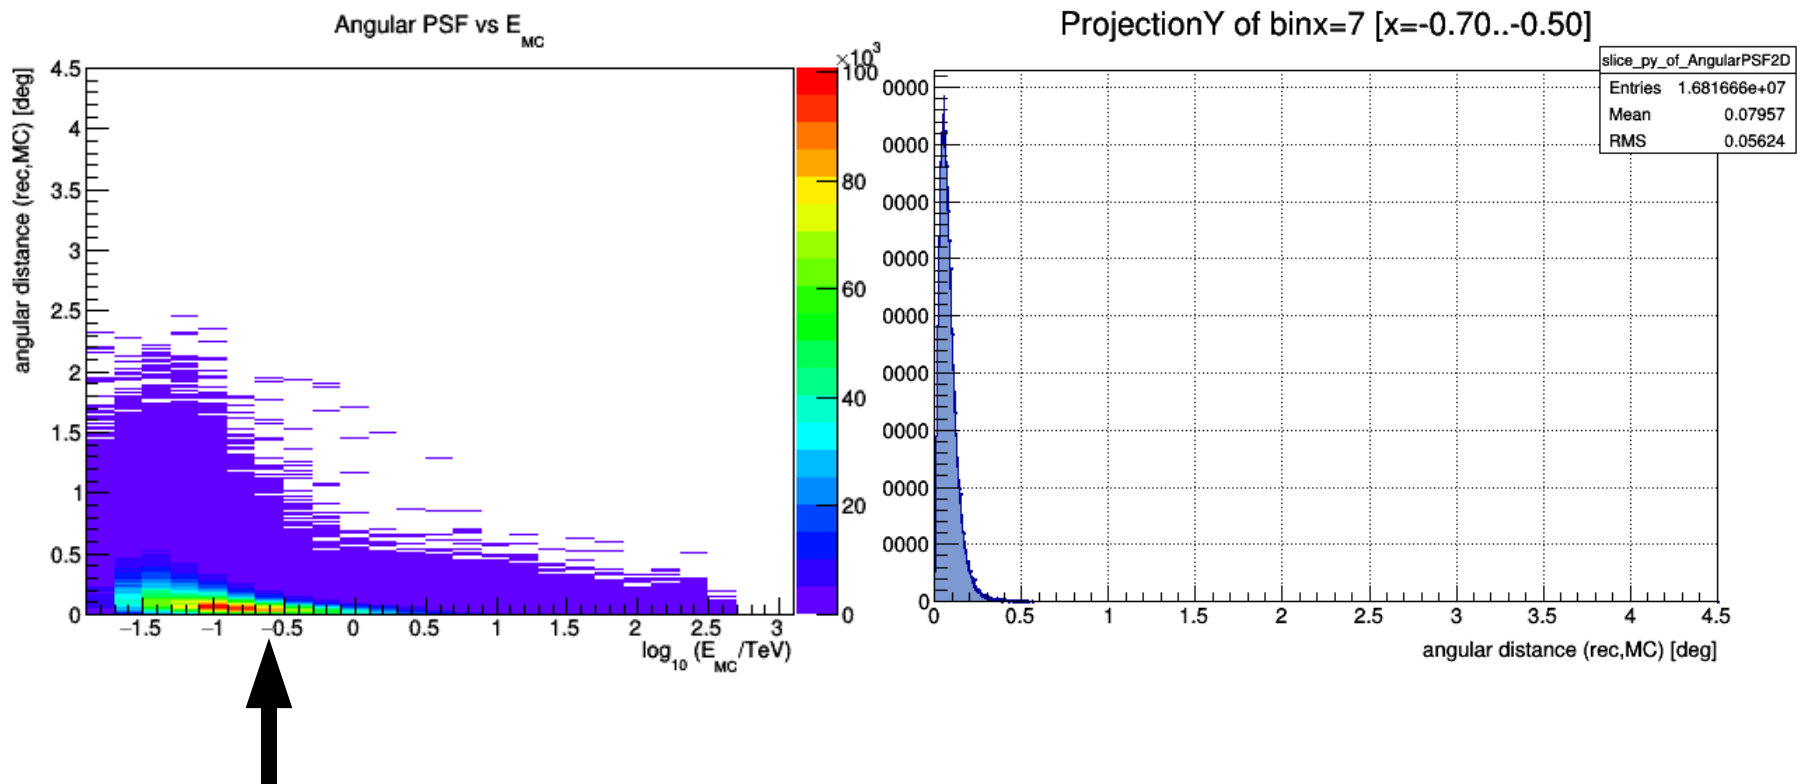 Angular PSF vs E_MC
angular distance (rec,MC) [deg]
4.5
4
3.5
3
2.5
2
1.5
1
0.5
0
−1.5 −1 −0.5 0 0.5 1 1.5 2 2.5 3
log_10 (E_MC/TeV)
×10^3
100
80
60
40
20
0
ProjectionY of binx=7 [x=-0.70..-0.50]
slice_py_of_AngularPSF2D
Entries 1.681666e+07
Mean 0.07957
RMS 0.05624
0000
0000
0000
0000
0000
0000
0000
0000
0000
0
0 0.5 1 1.5 2 2.5 3 3.5 4 4.5
angular distance (rec,MC) [deg]